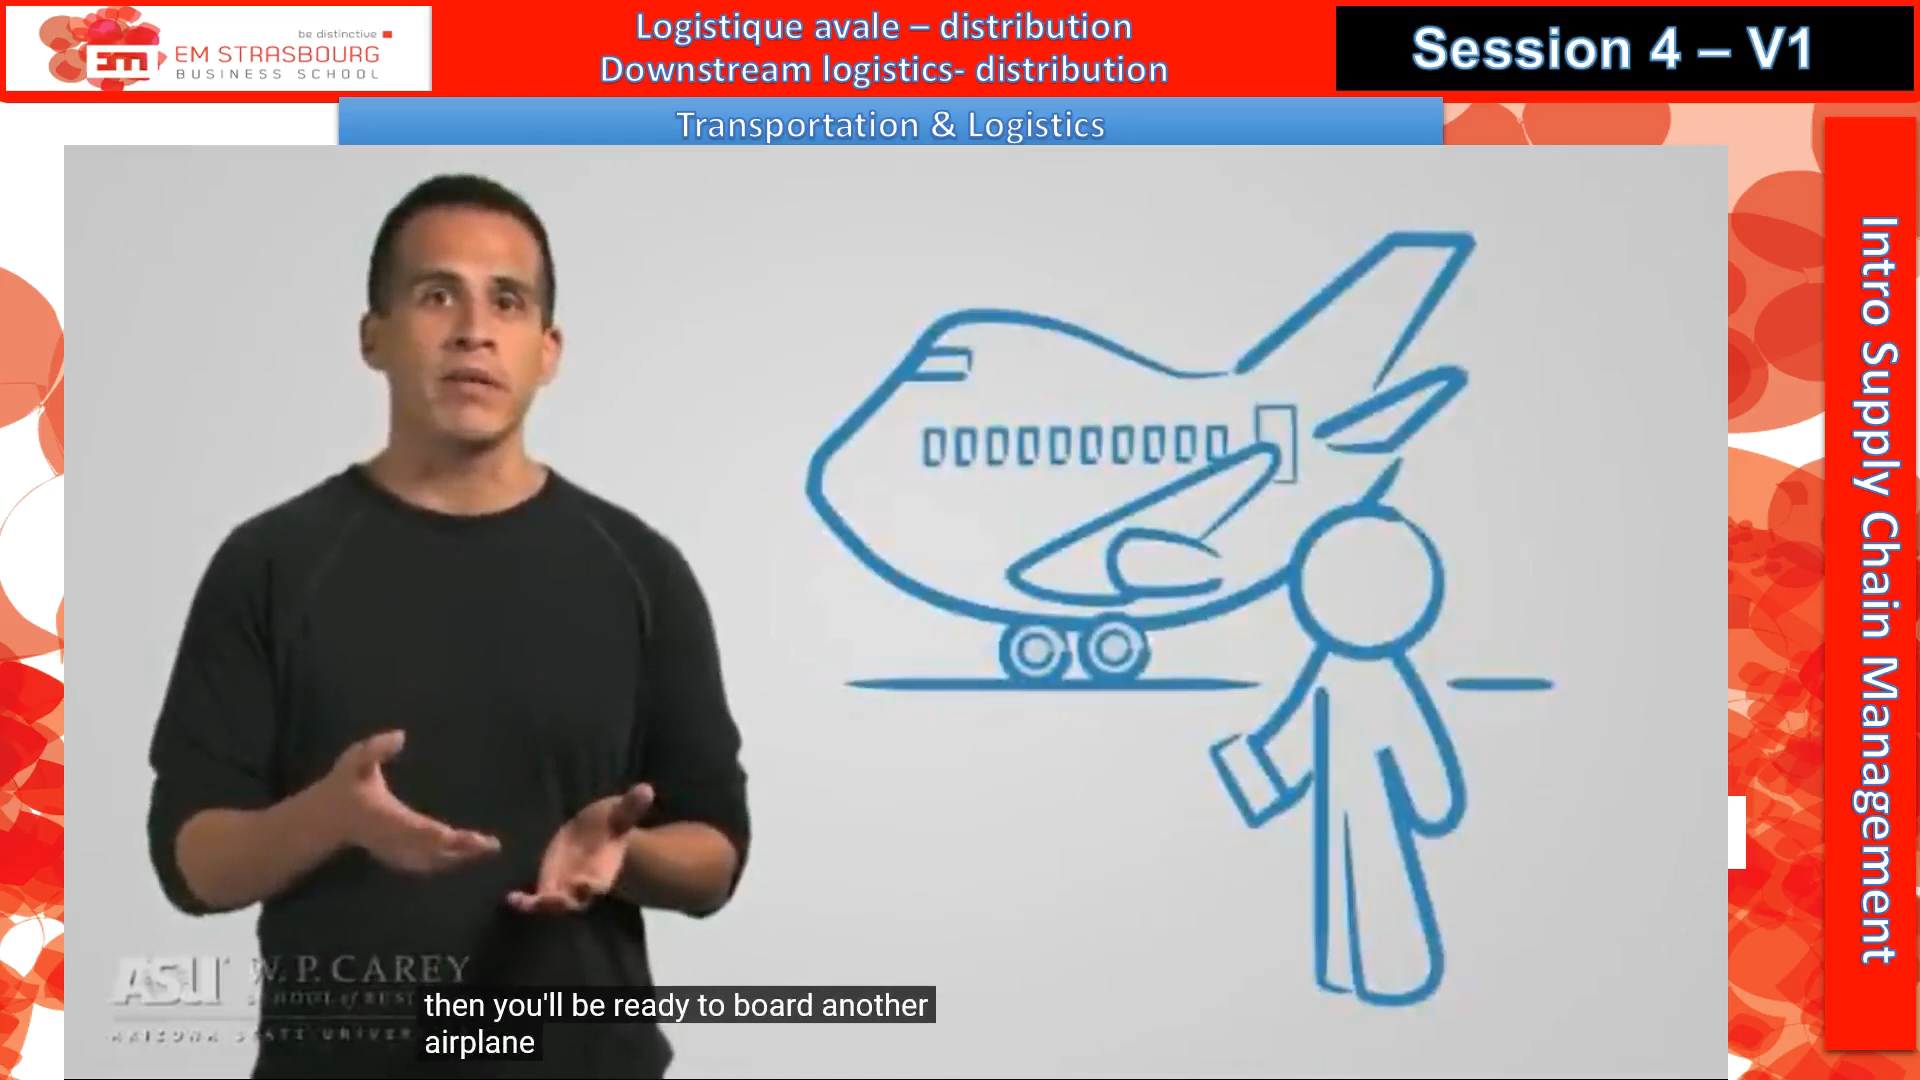 be distinctive
em
EM STRASBOURG
BUSINESS SCHOOL
Logistique avale – distribution
Downstream logistics- distribution
Session 4 – V1
Transportation & Logistics
Intro Supply Chain Management
ASU W. P. CAREY
then you'll be ready to board another
airplane